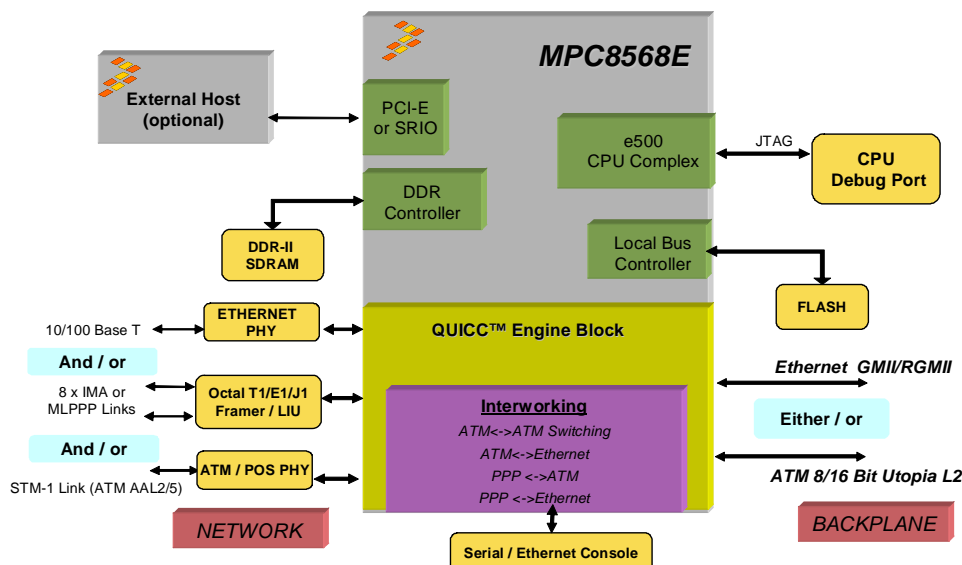 MPC8568E
External Host
(optional)
PCI-E
or SRIO
e500
CPU Complex
JTAG
CPU
Debug Port
DDR
Controller
DDR-II
SDRAM
Local Bus
Controller
FLASH
QUICC™ Engine Block
10/100 Base T
ETHERNET
PHY
And / or
8 x IMA or
MLPPP Links
Octal T1/E1/J1
Framer / LIU
And / or
STM-1 Link (ATM AAL2/5)
ATM / POS PHY
Interworking
ATM<->ATM Switching
ATM<->Ethernet
PPP <->ATM
PPP <->Ethernet
Ethernet GMII/RGMII
Either / or
ATM 8/16 Bit Utopia L2
NETWORK
BACKPLANE
Serial / Ethernet Console